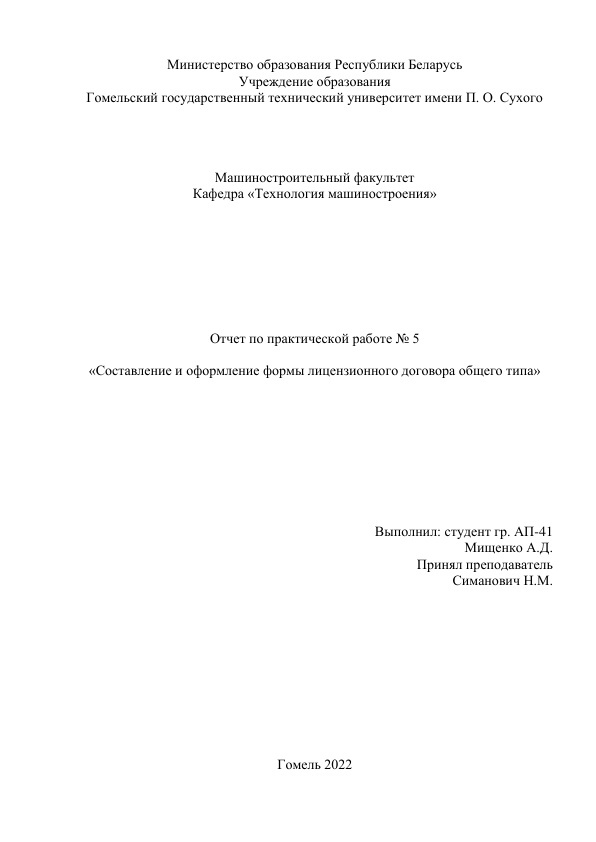 Министерство образования Республики Беларусь
Учреждение образования
Гомельский государственный технический университет имени П. О. Сухого
Машиностроительный факультет
Кафедра «Технология машиностроения»
Отчет по практической работе № 5
«Составление и оформление формы лицензионного договора общего типа»
Выполнил: студент гр. АП-41
Мищенко А.Д.
Принял преподаватель
Симанович Н.М.
Гомель 2022